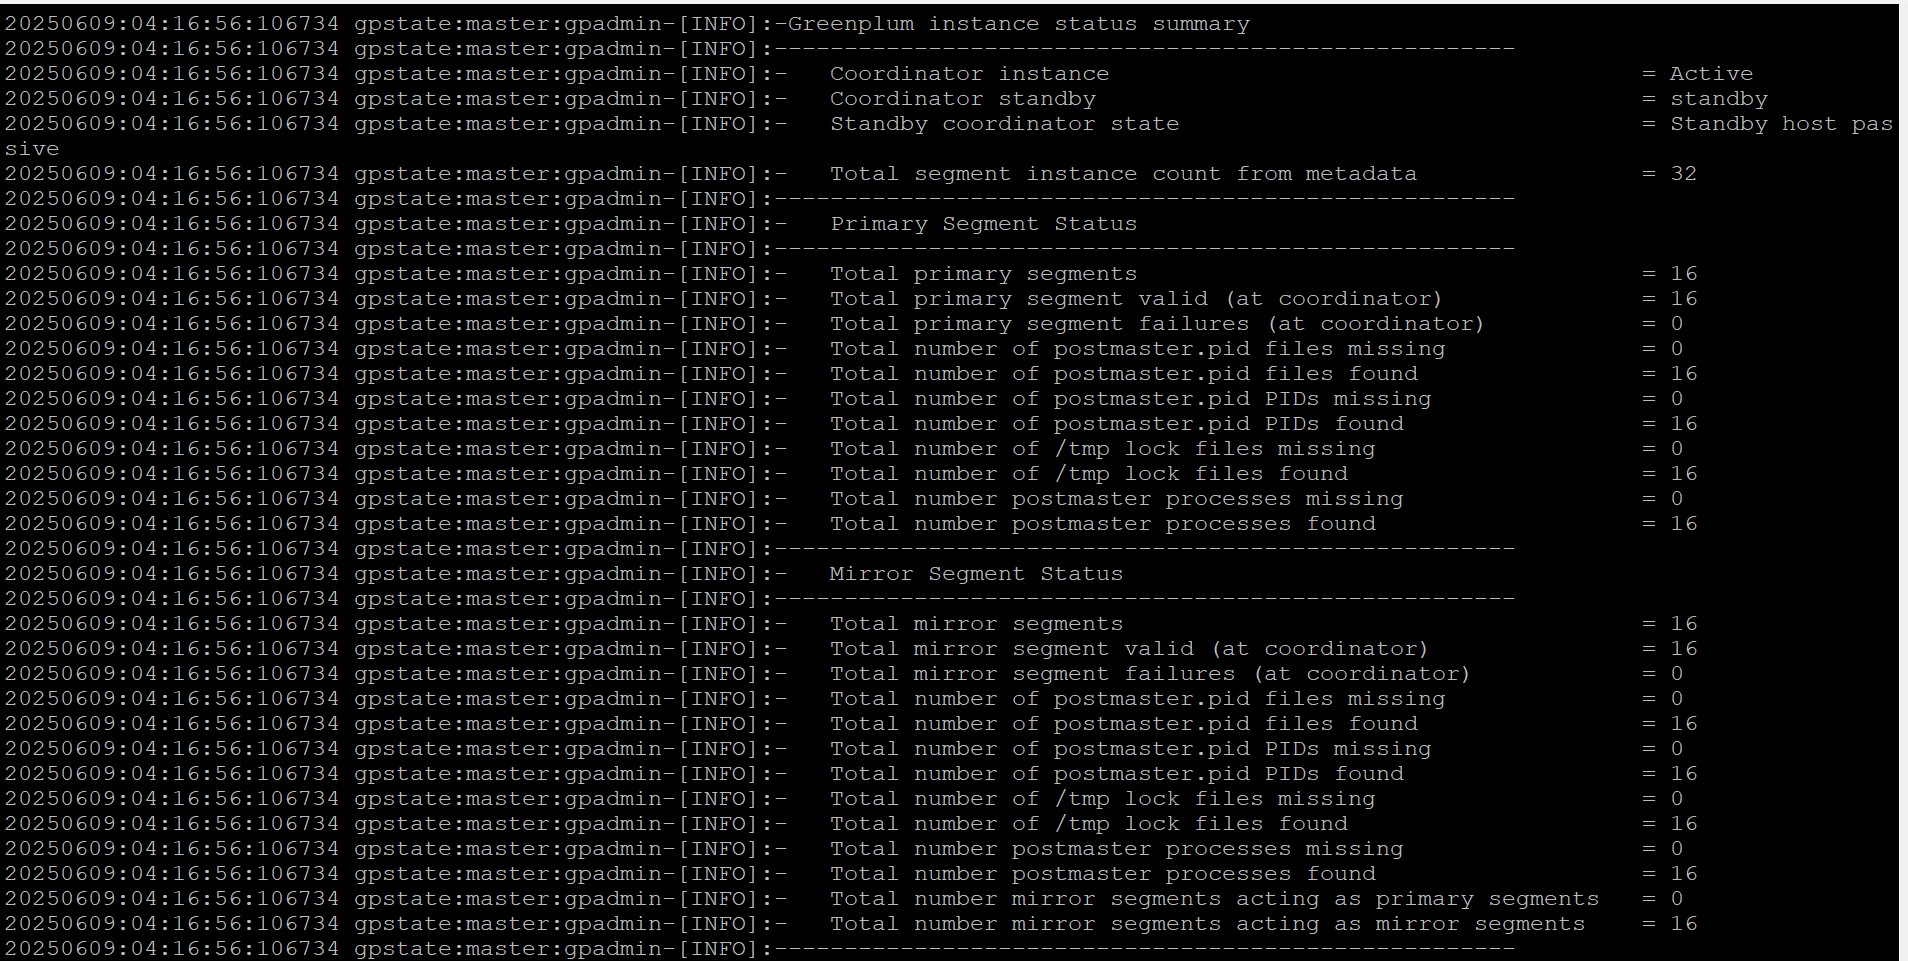 20250609:04:16:56:106734 gpstate:master:gpadmin-[INFO]:-Greenplum instance status summary
20250609:04:16:56:106734 gpstate:master:gpadmin-[INFO]:-----------------------------------------------------
20250609:04:16:56:106734 gpstate:master:gpadmin-[INFO]:-   Coordinator instance                                      = Active
20250609:04:16:56:106734 gpstate:master:gpadmin-[INFO]:-   Coordinator standby                                       = standby
20250609:04:16:56:106734 gpstate:master:gpadmin-[INFO]:-   Standby coordinator state                                 = Standby host pas
sive
20250609:04:16:56:106734 gpstate:master:gpadmin-[INFO]:-   Total segment instance count from metadata                = 32
20250609:04:16:56:106734 gpstate:master:gpadmin-[INFO]:-----------------------------------------------------
20250609:04:16:56:106734 gpstate:master:gpadmin-[INFO]:-   Primary Segment Status
20250609:04:16:56:106734 gpstate:master:gpadmin-[INFO]:-----------------------------------------------------
20250609:04:16:56:106734 gpstate:master:gpadmin-[INFO]:-   Total primary segments                                    = 16
20250609:04:16:56:106734 gpstate:master:gpadmin-[INFO]:-   Total primary segment valid (at coordinator)              = 16
20250609:04:16:56:106734 gpstate:master:gpadmin-[INFO]:-   Total primary segment failures (at coordinator)           = 0
20250609:04:16:56:106734 gpstate:master:gpadmin-[INFO]:-   Total number of postmaster.pid files missing              = 0
20250609:04:16:56:106734 gpstate:master:gpadmin-[INFO]:-   Total number of postmaster.pid files found                = 16
20250609:04:16:56:106734 gpstate:master:gpadmin-[INFO]:-   Total number of postmaster.pid PIDs missing               = 0
20250609:04:16:56:106734 gpstate:master:gpadmin-[INFO]:-   Total number of postmaster.pid PIDs found                 = 16
20250609:04:16:56:106734 gpstate:master:gpadmin-[INFO]:-   Total number of /tmp lock files missing                   = 0
20250609:04:16:56:106734 gpstate:master:gpadmin-[INFO]:-   Total number of /tmp lock files found                     = 16
20250609:04:16:56:106734 gpstate:master:gpadmin-[INFO]:-   Total number postmaster processes missing                 = 0
20250609:04:16:56:106734 gpstate:master:gpadmin-[INFO]:-   Total number postmaster processes found                   = 16
20250609:04:16:56:106734 gpstate:master:gpadmin-[INFO]:-----------------------------------------------------
20250609:04:16:56:106734 gpstate:master:gpadmin-[INFO]:-   Mirror Segment Status
20250609:04:16:56:106734 gpstate:master:gpadmin-[INFO]:-----------------------------------------------------
20250609:04:16:56:106734 gpstate:master:gpadmin-[INFO]:-   Total mirror segments                                     = 16
20250609:04:16:56:106734 gpstate:master:gpadmin-[INFO]:-   Total mirror segment valid (at coordinator)               = 16
20250609:04:16:56:106734 gpstate:master:gpadmin-[INFO]:-   Total mirror segment failures (at coordinator)            = 0
20250609:04:16:56:106734 gpstate:master:gpadmin-[INFO]:-   Total number of postmaster.pid files missing              = 0
20250609:04:16:56:106734 gpstate:master:gpadmin-[INFO]:-   Total number of postmaster.pid files found                = 16
20250609:04:16:56:106734 gpstate:master:gpadmin-[INFO]:-   Total number of postmaster.pid PIDs missing               = 0
20250609:04:16:56:106734 gpstate:master:gpadmin-[INFO]:-   Total number of postmaster.pid PIDs found                 = 16
20250609:04:16:56:106734 gpstate:master:gpadmin-[INFO]:-   Total number of /tmp lock files missing                   = 0
20250609:04:16:56:106734 gpstate:master:gpadmin-[INFO]:-   Total number of /tmp lock files found                     = 16
20250609:04:16:56:106734 gpstate:master:gpadmin-[INFO]:-   Total number postmaster processes missing                 = 0
20250609:04:16:56:106734 gpstate:master:gpadmin-[INFO]:-   Total number postmaster processes found                   = 16
20250609:04:16:56:106734 gpstate:master:gpadmin-[INFO]:-   Total number mirror segments acting as primary segments   = 0
20250609:04:16:56:106734 gpstate:master:gpadmin-[INFO]:-   Total number mirror segments acting as mirror segments    = 16
20250609:04:16:56:106734 gpstate:master:gpadmin-[INFO]:-----------------------------------------------------